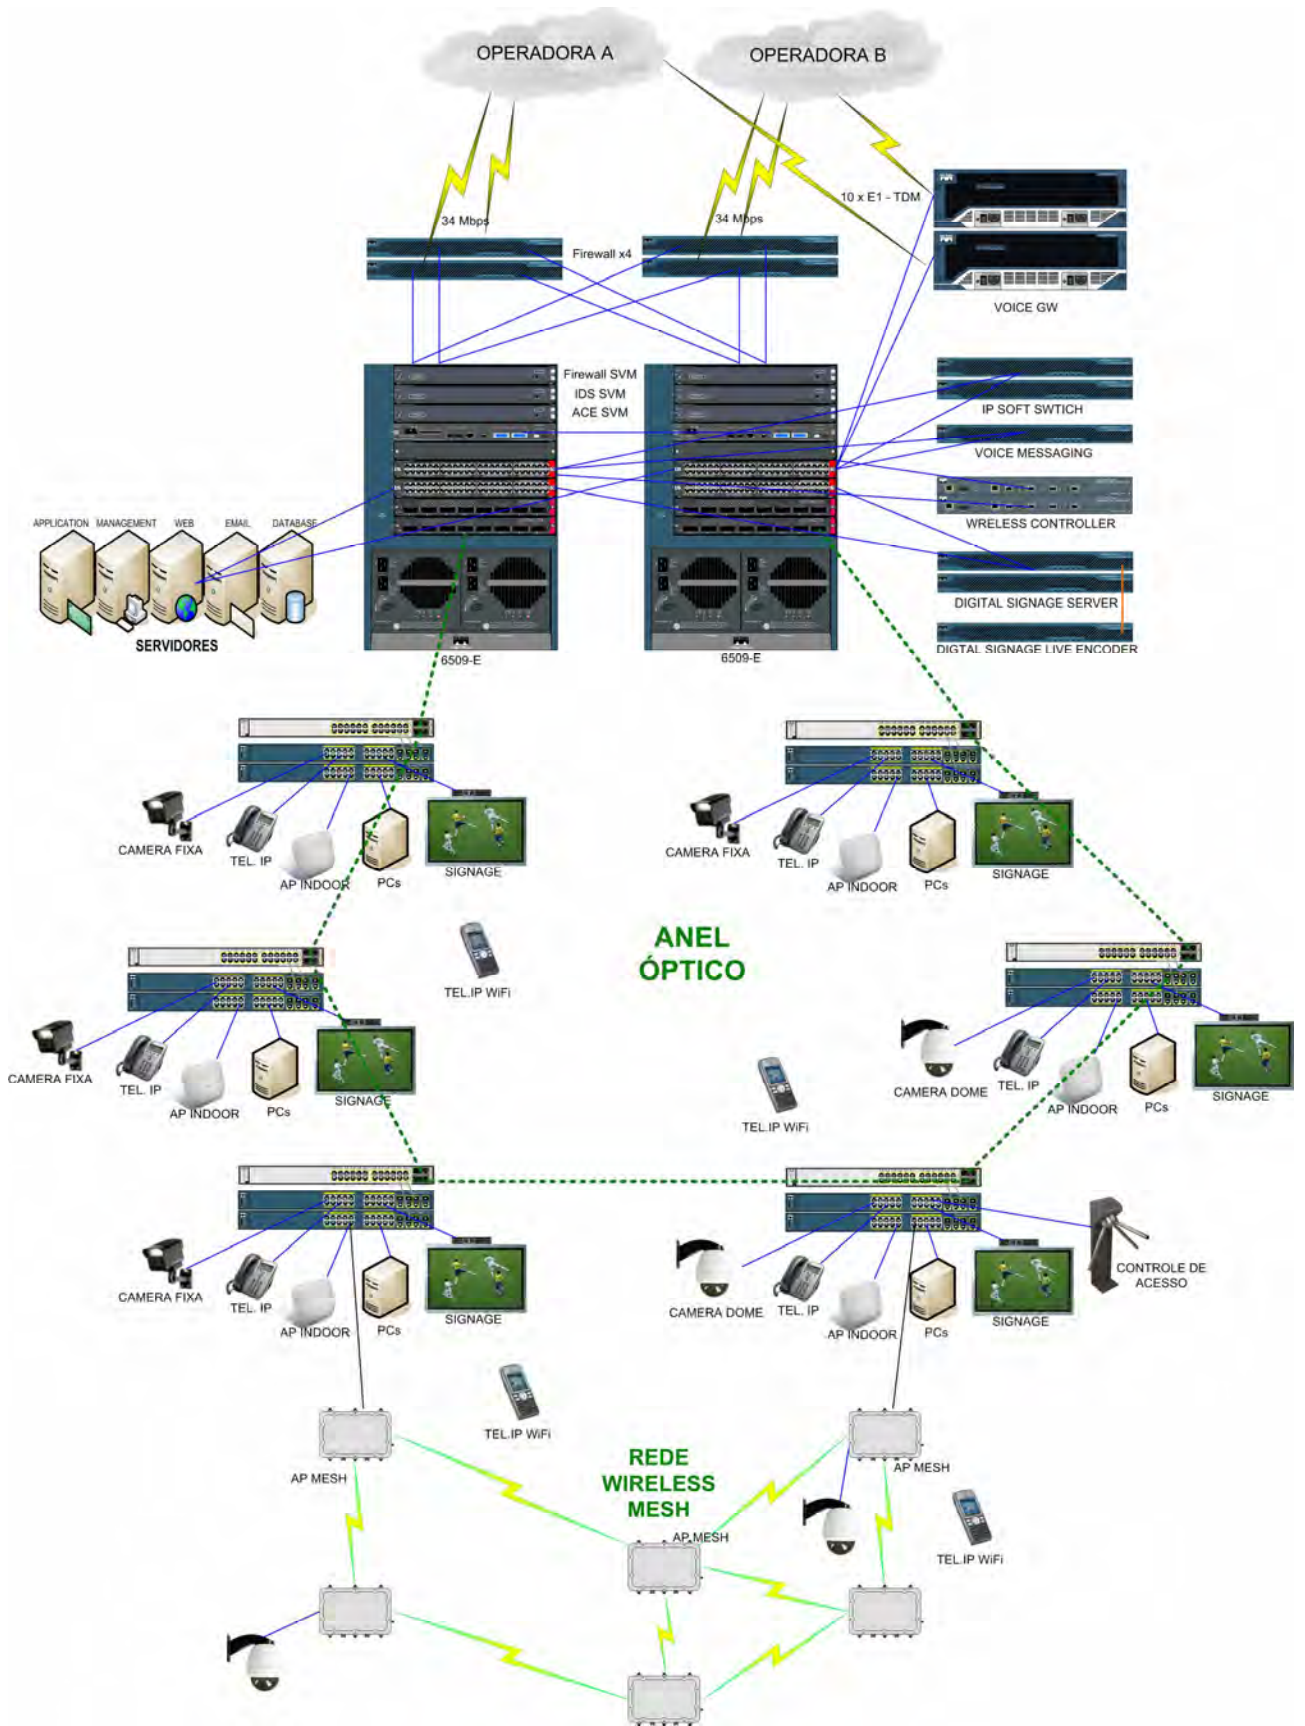 OPERADORA A
OPERADORA B
10 x E1 - TDM
34 Mbps
34 Mbps
Firewall x4
VOICE GW
Firewall SVM
IDS SVM
ACE SVM
IP SOFT SWTICH
VOICE MESSAGING
WRELESS CONTROLLER
APPLICATION
MANAGEMENT
WEB
EMAIL
DATABASE
SERVIDORES
DIGITAL SIGNAGE SERVER
DIGTAL SIGNAGE LIVE ENCODER
6509-E
6509-E
CAMERA FIXA
TEL. IP
AP INDOOR
PCs
SIGNAGE
CAMERA FIXA
TEL. IP
AP INDOOR
PCs
SIGNAGE
ANEL
ÓPTICO
TEL.IP WiFi
CAMERA FIXA
TEL. IP
AP INDOOR
PCs
SIGNAGE
TEL.IP WiFi
CAMERA DOME
TEL. IP
AP INDOOR
PCs
SIGNAGE
CAMERA FIXA
TEL. IP
AP INDOOR
PCs
SIGNAGE
CAMERA DOME
TEL. IP
AP INDOOR
PCs
SIGNAGE
CONTROLE DE
ACESSO
TEL.IP WiFi
AP MESH
REDE
WIRELESS
MESH
AP MESH
AP MESH
TEL.IP WiFi